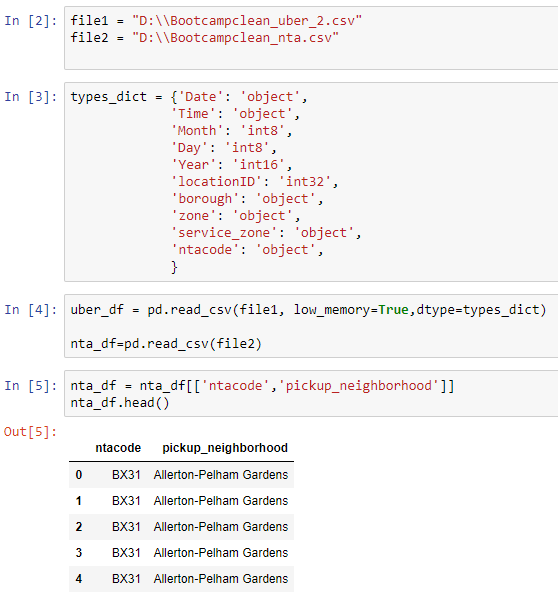 In [2]: file1 = "D:\\Bootcampclean_uber_2.csv"
file2 = "D:\\Bootcampclean_nta.csv"
In [3]: types_dict = {'Date': 'object',
'Time': 'object',
'Month': 'int8',
'Day': 'int8',
'Year': 'int16',
'locationID': 'int32',
'borough': 'object',
'zone': 'object',
'service_zone': 'object',
'ntacode': 'object',
}
In [4]: uber_df = pd.read_csv(file1, low_memory=True,dtype=types_dict)
nta_df=pd.read_csv(file2)
In [5]: nta_df = nta_df[['ntacode','pickup_neighborhood']]
nta_df.head()
Out[5]:
ntacode pickup_neighborhood
0 BX31 Allerton-Pelham Gardens
1 BX31 Allerton-Pelham Gardens
2 BX31 Allerton-Pelham Gardens
3 BX31 Allerton-Pelham Gardens
4 BX31 Allerton-Pelham Gardens